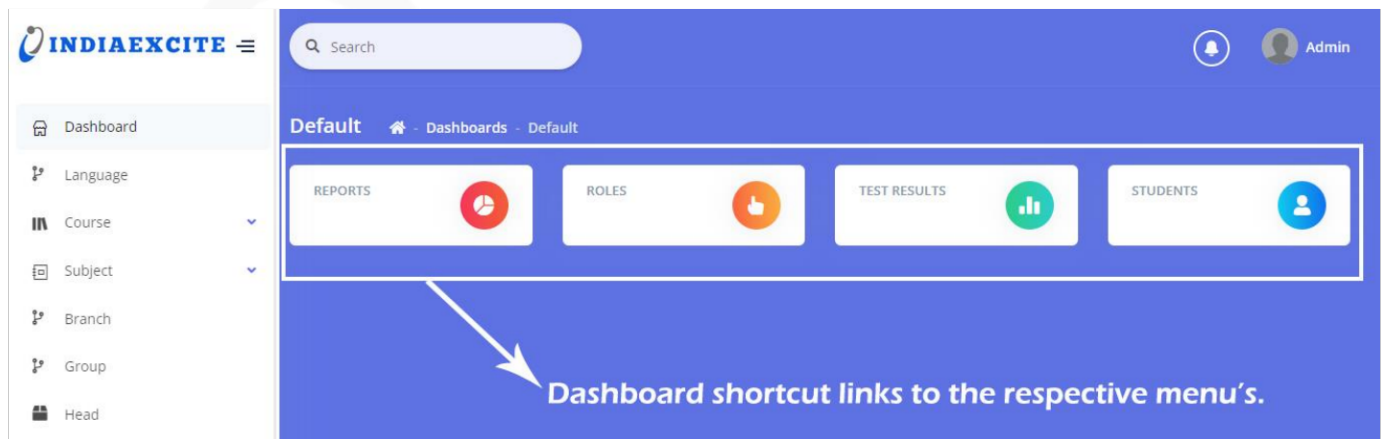 INDIAEXCITE
Search
Admin
Dashboard
Language
Course
Subject
Branch
Group
Head
Default - Dashboards - Default
REPORTS
ROLES
TEST RESULTS
STUDENTS
Dashboard shortcut links to the respective menu's.